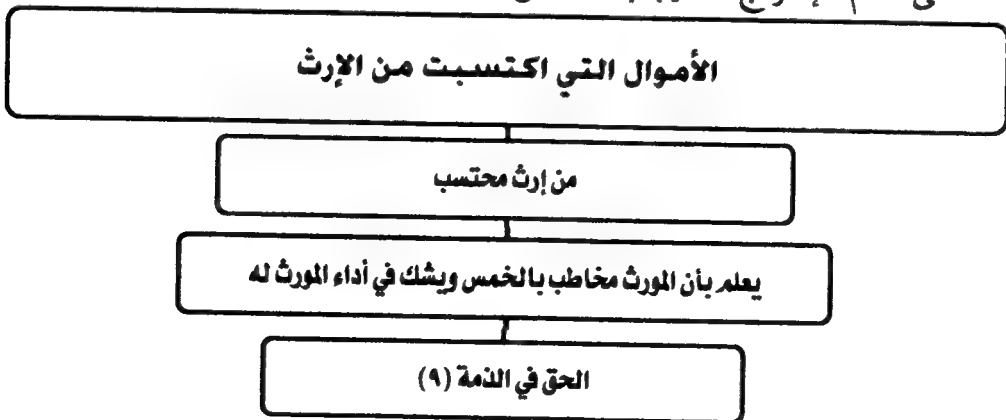 الأموال التي اكتسبت من الإرث
من إرث محتسب
يعلم بأن المورث مخاطب بالخمس ويشك في أداء المورث له
الحق في الذمة (٩)